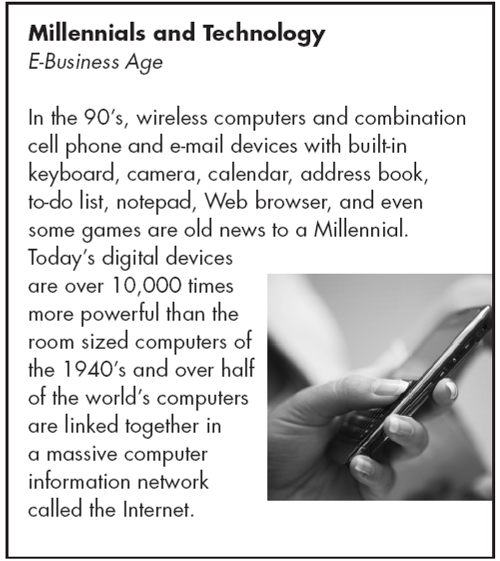 Millennials and Technology
E-Business Age
In the 90's, wireless computers and combination
cell phone and e-mail devices with built-in
keyboard, camera, calendar, address book,
to-do list, notepad, Web browser, and even
some games are old news to a Millennial.
Today's digital devices
are over 10,000 times
more powerful than the
room sized computers of
the 1940's and over half
of the world's computers
are linked together in
a massive computer
information network
called the Internet.